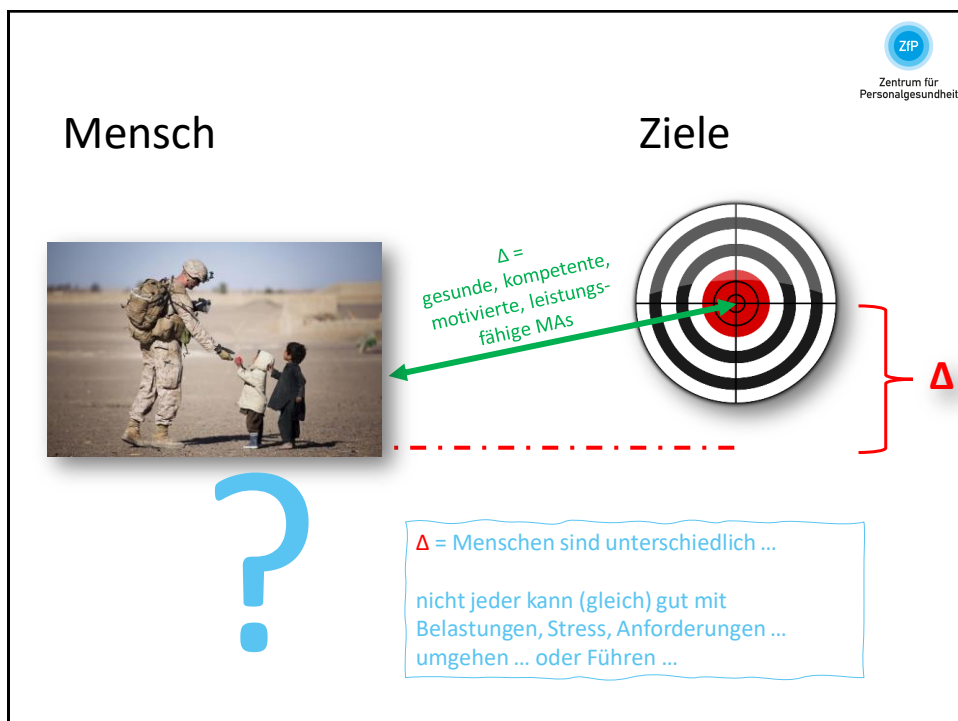 ZfP
Zentrum für
Personalgesundheit
Mensch
Ziele
Δ =
gesunde, kompetente,
motivierte, leistungs-
fähige MAs
Δ
?
Δ = Menschen sind unterschiedlich …
nicht jeder kann (gleich) gut mit
Belastungen, Stress, Anforderungen …
umgehen … oder Führen …